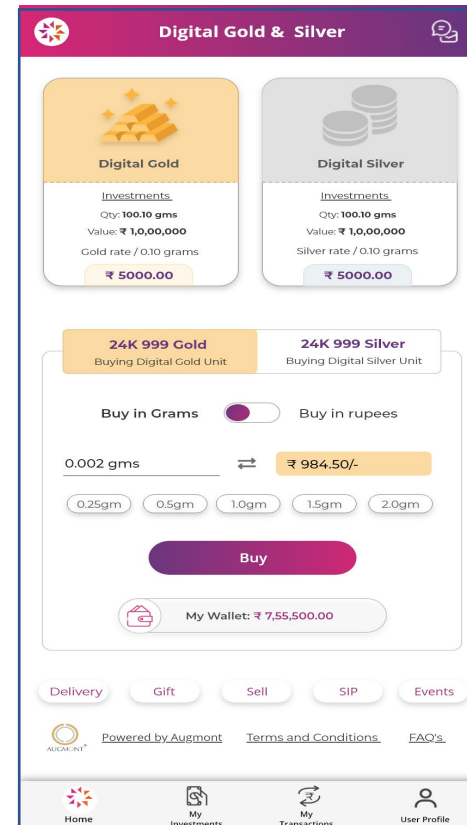 Digital Gold & Silver
Digital Gold
Investments
Qty: 100.10 gms
Value: ₹ 1,0,00,000
Gold rate / 0.10 grams
₹ 5000.00
Digital Silver
Investments
Qty: 100.10 gms
Value: ₹ 1,0,00,000
Silver rate / 0.10 grams
₹ 5000.00
24K 999 Gold
Buying Digital Gold Unit
24K 999 Silver
Buying Digital Silver Unit
Buy in Grams Buy in rupees
0.002 gms ₹ 984.50/-
0.25gm 0.5gm 1.0gm 1.5gm 2.0gm
Buy
My Wallet: ₹ 7,55,500.00
Delivery Gift Sell SIP Events
AUGMONT Powered by Augmont Terms and Conditions FAQ's
Home
My
Investments
My
Transactions
User Profile